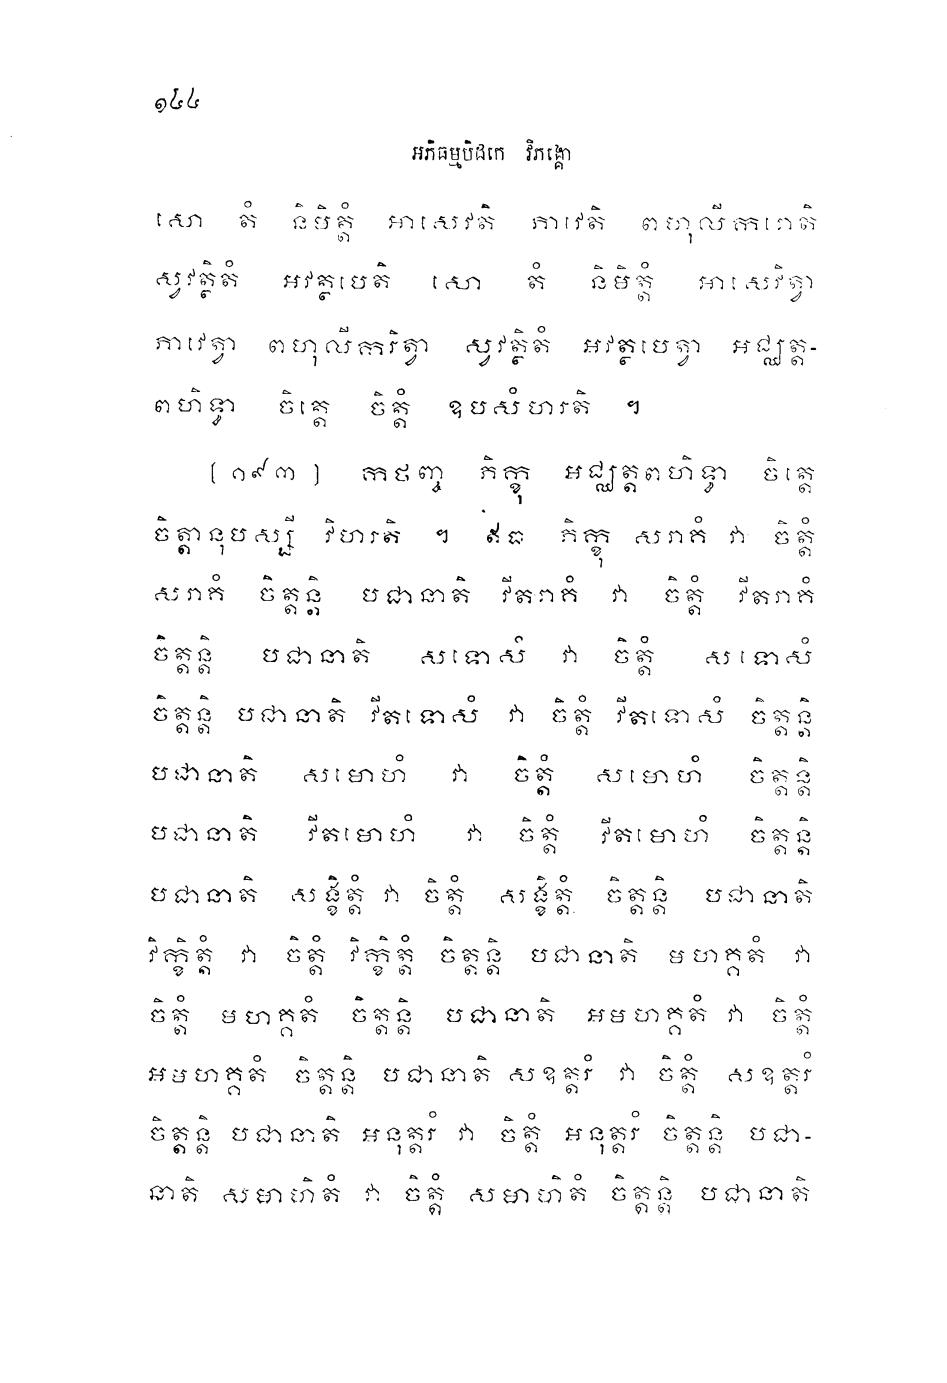 ១៤៤
អភិធម្មបិដកេ វិភង្គោ
សោ តំ និមិត្តំ អាសេវតិ ភាវេតិ ពហុលីករោតិ
ស្វវត្ថិតំ អវត្ថបេតិ សោ តំ និមិត្តំ អាសេវិត្វា
ភាវេត្វា ពហុលីករិត្វា ស្វវត្ថិតំ អវត្ថបេត្វា អជ្ឈត្ត-
ពហិទ្ធា ចិត្តេ ចិត្តំ ឧបសំហរតិ ។
[១៩៣] កថញ្ច ភិក្ខុ អជ្ឈត្តពហិទ្ធា ចិត្តេ
ចិត្តានុបស្សី វិហរតិ ។ ឥធ ភិក្ខុ សរាគំ វា ចិត្តំ
សរាគំ ចិត្តន្តិ បជានាតិ វីតរាគំ វា ចិត្តំ វីតរាគំ
ចិត្តន្តិ បជានាតិ សទោសំ វា ចិត្តំ សទោសំ
ចិត្តន្តិ បជានាតិ វីតទោសំ វា ចិត្តំ វីតទោសំ ចិត្តន្តិ
បជានាតិ សមោហំ វា ចិត្តំ សមោហំ ចិត្តន្តិ
បជានាតិ វីតមោហំ វា ចិត្តំ វីតមោហំ ចិត្តន្តិ
បជានាតិ សង្ខិត្តំ វា ចិត្តំ សង្ខិត្តំ ចិត្តន្តិ បជានាតិ
វិក្ខិត្តំ វា ចិត្តំ វិក្ខិត្តំ ចិត្តន្តិ បជានាតិ មហគ្គតំ វា
ចិត្តំ មហគ្គតំ ចិត្តន្តិ បជានាតិ អមហគ្គតំ វា ចិត្តំ
អមហគ្គតំ ចិត្តន្តិ បជានាតិ សឧត្តរំ វា ចិត្តំ សឧត្តរំ
ចិត្តន្តិ បជានាតិ អនុត្តរំ វា ចិត្តំ អនុត្តរំ ចិត្តន្តិ បជា-
នាតិ សមាហិតំ វា ចិត្តំ សមាហិតំ ចិត្តន្តិ បជានាតិ